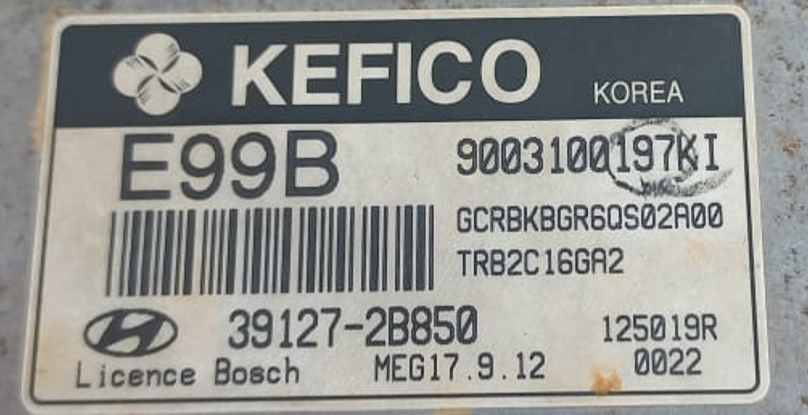 KEFICO KOREA
E99B 9003100197KI
GCRBKBGR6QS02A00
TRB2C16GA2
39127-2B850 125019R
Licence Bosch MEG17.9.12 0022